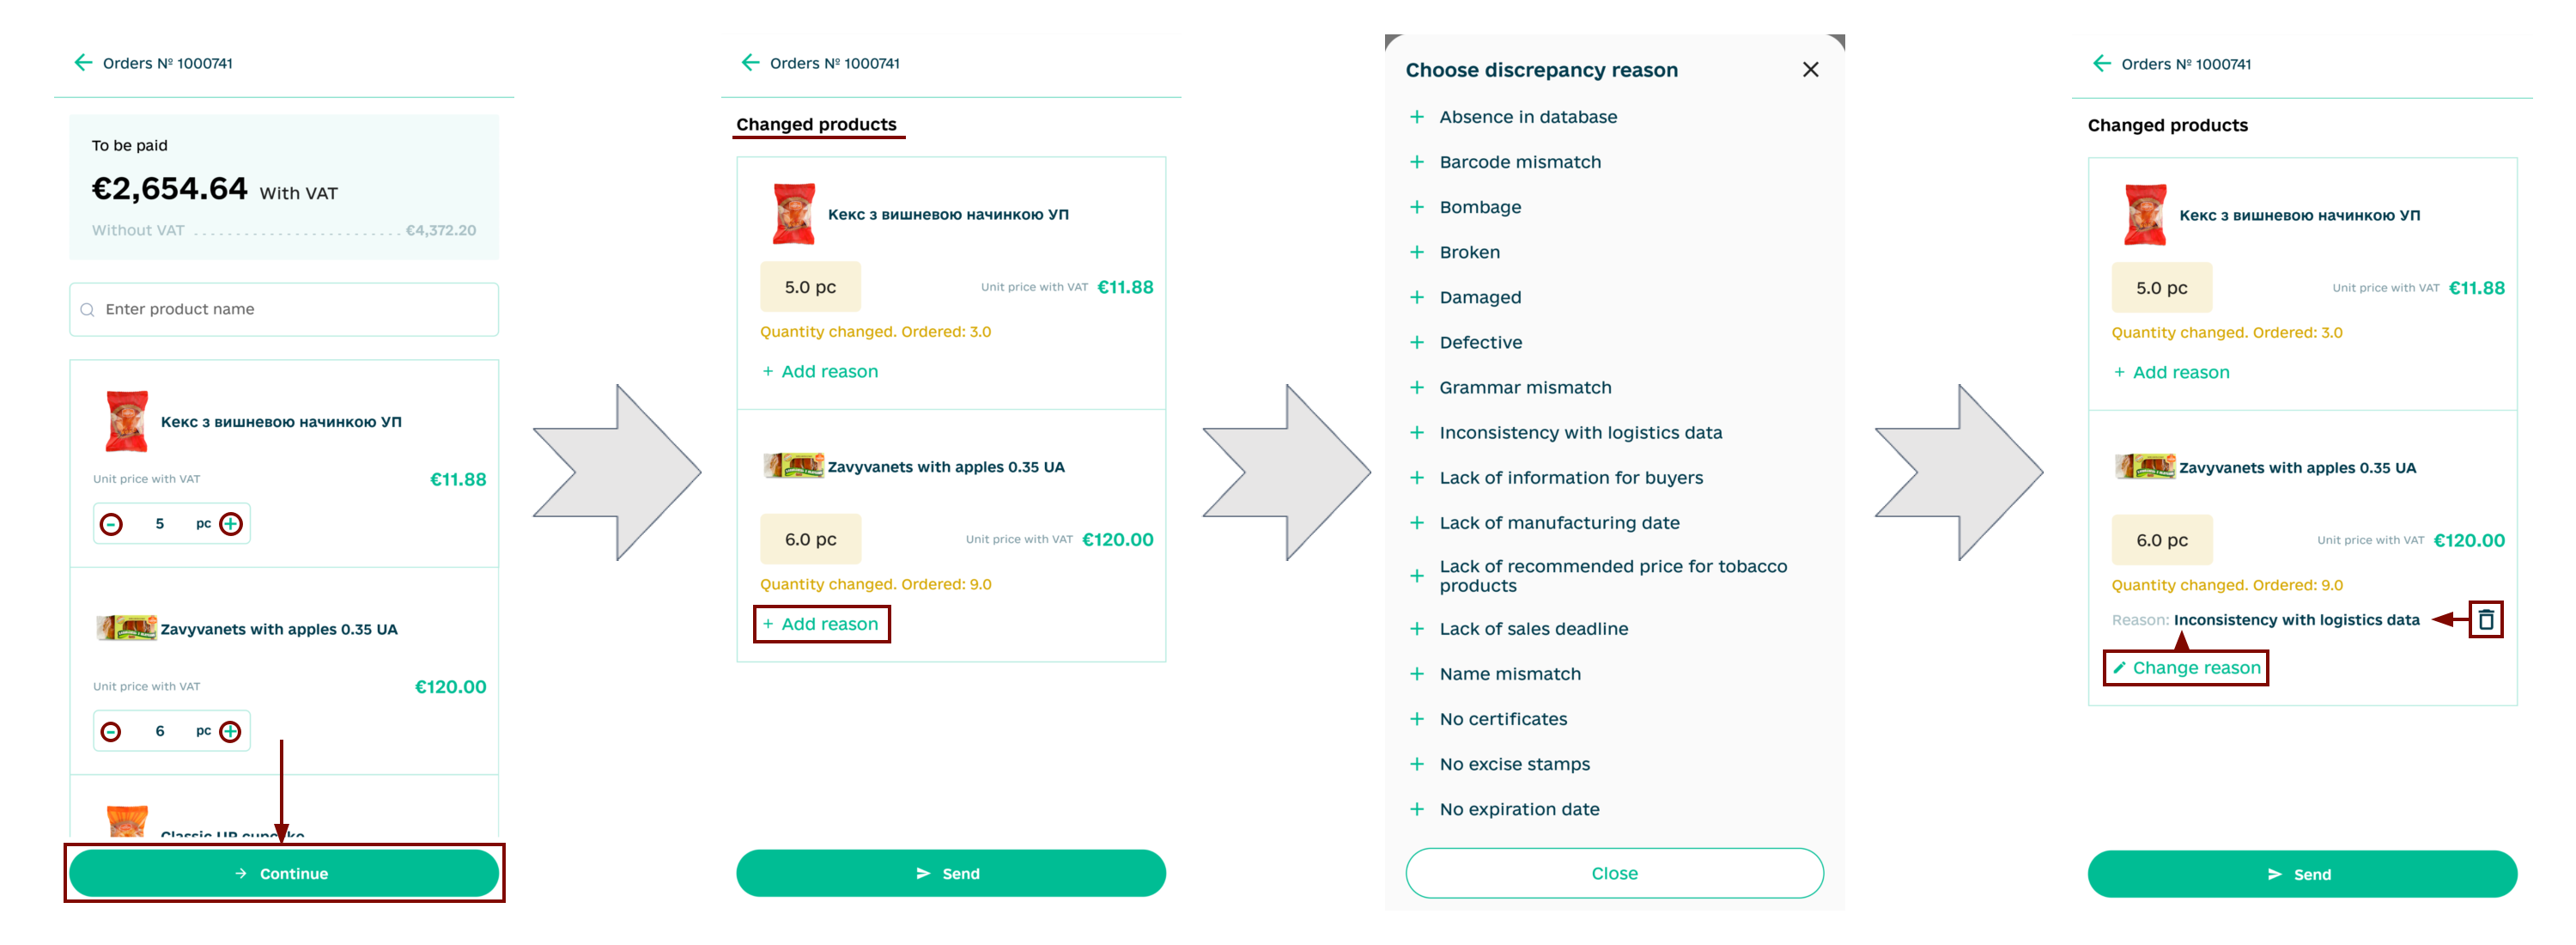 Orders № 1000741
To be paid
€2,654.64 With VAT
Without VAT ........................ €4,372.20
Enter product name
Кекс з вишневою начинкою УП
Unit price with VAT €11.88
- 5 pc +
Zavyvanets with apples 0.35 UA
Unit price with VAT €120.00
- 6 pc +
Classic UP cupcake
→ Continue
Orders № 1000741
Changed products
Кекс з вишневою начинкою УП
5.0 pc Unit price with VAT €11.88
Quantity changed. Ordered: 3.0
+ Add reason
Zavyvanets with apples 0.35 UA
6.0 pc Unit price with VAT €120.00
Quantity changed. Ordered: 9.0
+ Add reason
Send
Choose discrepancy reason
+ Absence in database
+ Barcode mismatch
+ Bombage
+ Broken
+ Damaged
+ Defective
+ Grammar mismatch
+ Inconsistency with logistics data
+ Lack of information for buyers
+ Lack of manufacturing date
+ Lack of recommended price for tobacco
products
+ Lack of sales deadline
+ Name mismatch
+ No certificates
+ No excise stamps
+ No expiration date
Close
Orders № 1000741
Changed products
Кекс з вишневою начинкою УП
5.0 pc Unit price with VAT €11.88
Quantity changed. Ordered: 3.0
+ Add reason
Zavyvanets with apples 0.35 UA
6.0 pc Unit price with VAT €120.00
Quantity changed. Ordered: 9.0
Reason: Inconsistency with logistics data
Change reason
Send